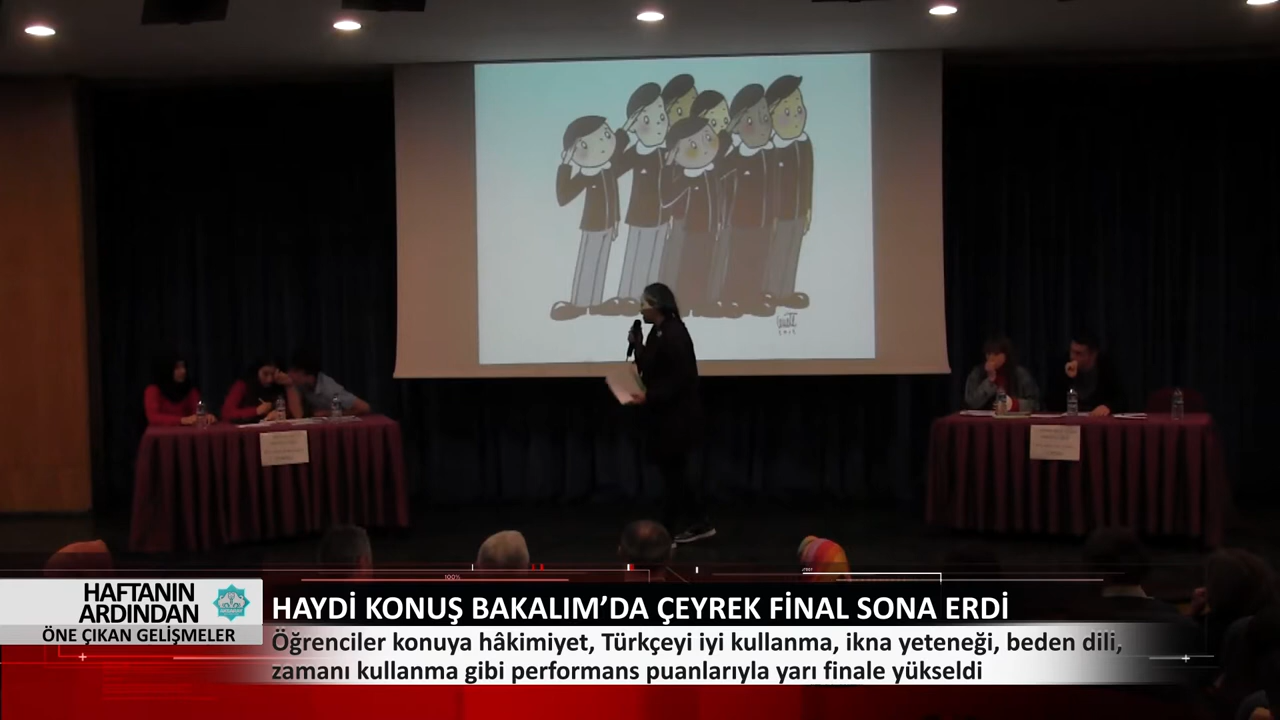 HAFTANIN
ARDINDAN
ÖNE ÇIKAN GELİŞMELER
HAYDİ KONUŞ BAKALIM’DA ÇEYREK FİNAL SONA ERDİ
Öğrenciler konuya hâkimiyet, Türkçeyi iyi kullanma, ikna yeteneği, beden dili,
zamanı kullanma gibi performans puanlarıyla yarı finale yükseldi
100%